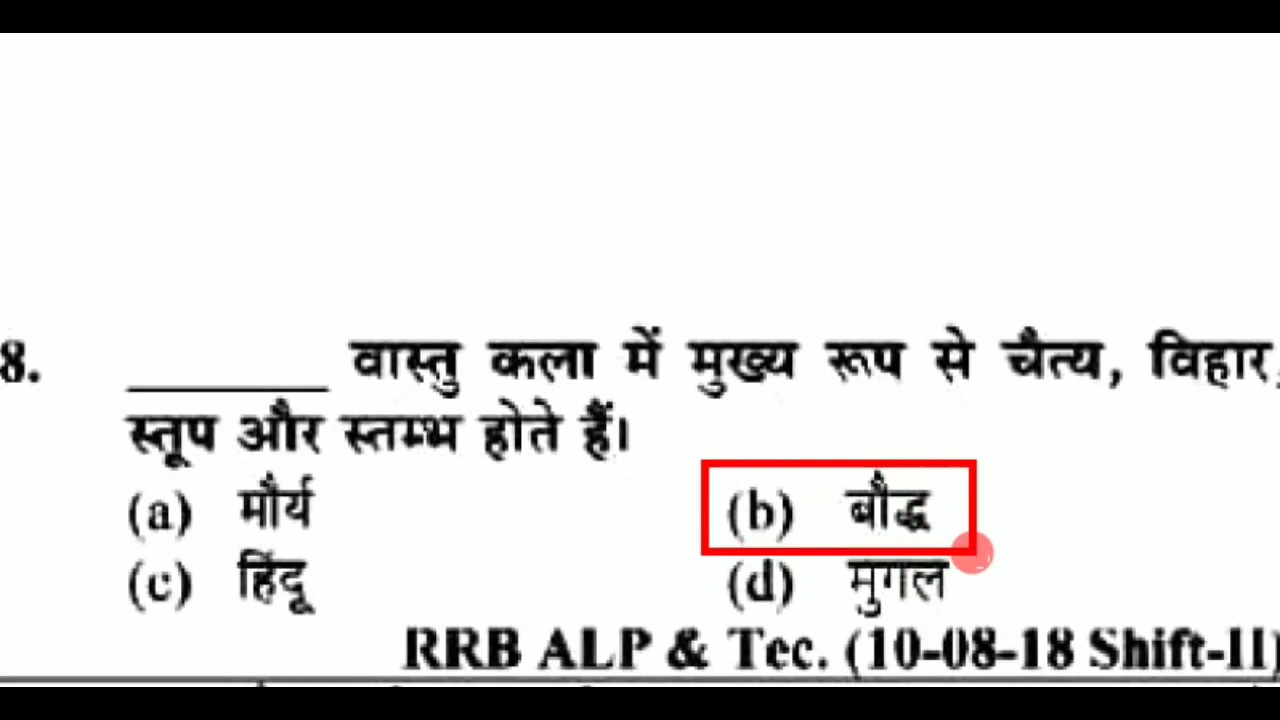 8. ________ वास्तु कला में मुख्य रूप से चैत्य, विहार,
स्तूप और स्तम्भ होते हैं।
(a) मौर्य (b) बौद्ध
(c) हिंदू (d) मुगल
RRB ALP & Tec. (10-08-18 Shift-II)